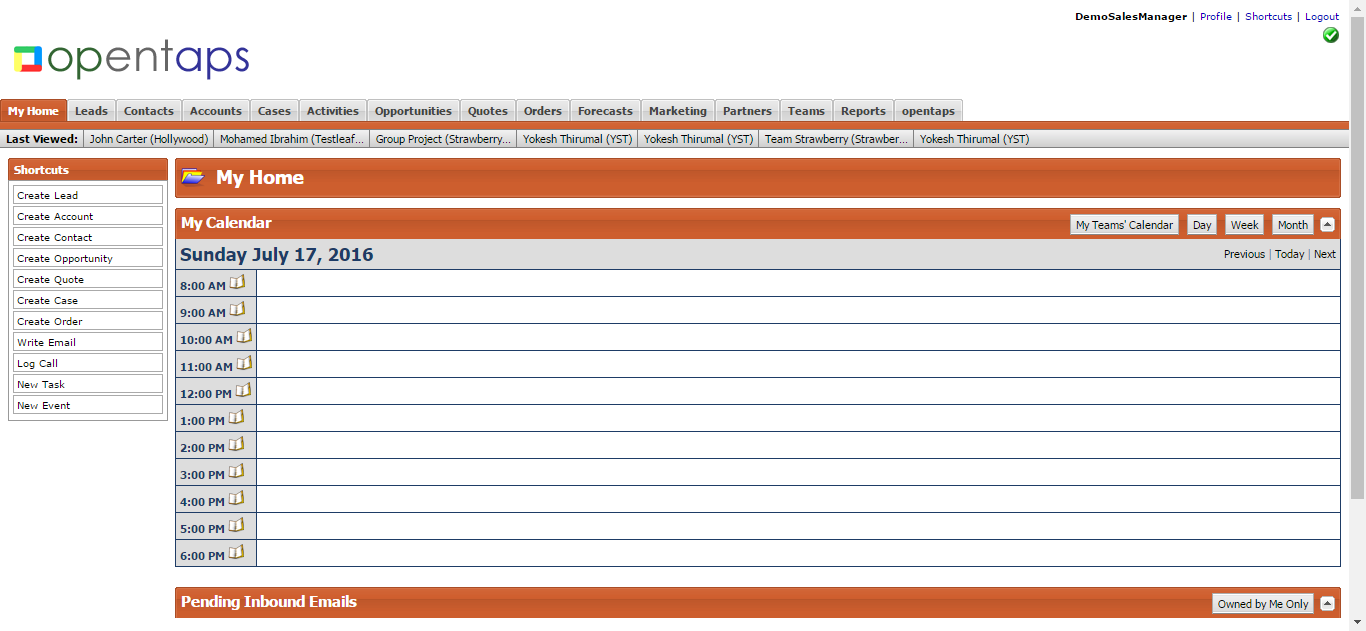 DemoSalesManager | Profile | Shortcuts | Logout
opentaps
My Home Leads Contacts Accounts Cases Activities Opportunities Quotes Orders Forecasts Marketing Partners Teams Reports opentaps
Last Viewed: John Carter (Hollywood) Mohamed Ibrahim (Testleaf... Group Project (Strawberry... Yokesh Thirumal (YST) Yokesh Thirumal (YST) Team Strawberry (Strawber... Yokesh Thirumal (YST)
Shortcuts
Create Lead
Create Account
Create Contact
Create Opportunity
Create Quote
Create Case
Create Order
Write Email
Log Call
New Task
New Event
My Home
My Calendar My Teams' Calendar Day Week Month
Sunday July 17, 2016 Previous | Today | Next
8:00 AM
9:00 AM
10:00 AM
11:00 AM
12:00 PM
1:00 PM
2:00 PM
3:00 PM
4:00 PM
5:00 PM
6:00 PM
Pending Inbound Emails Owned by Me Only